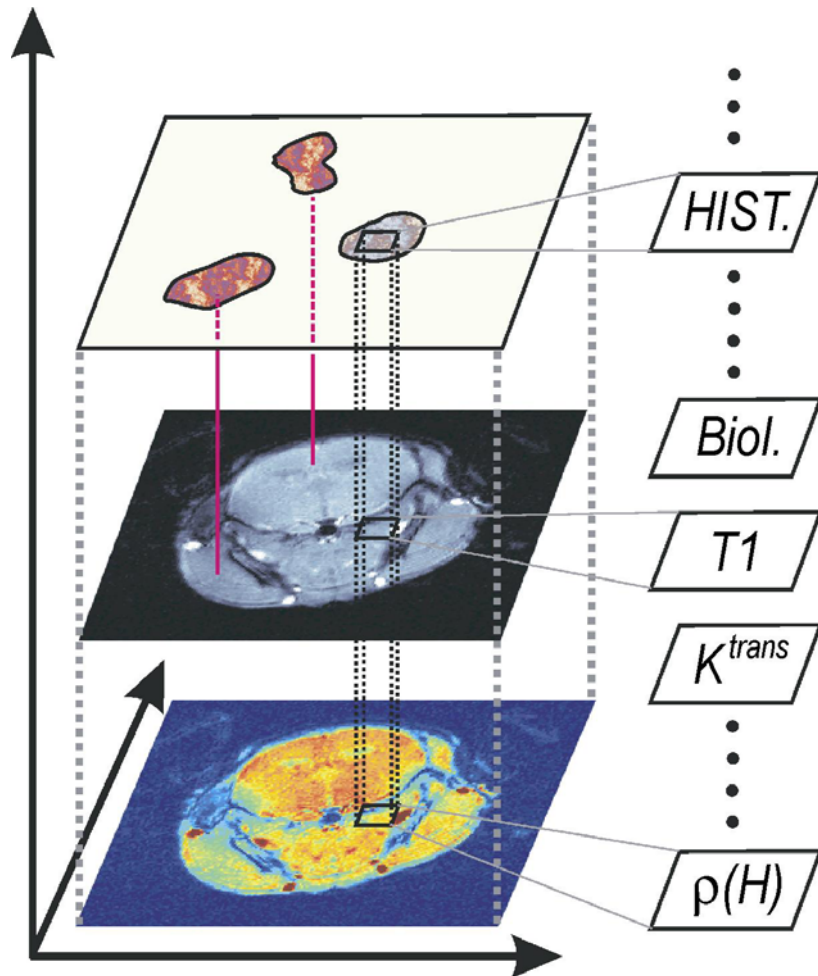 HIST.
Biol.
T1
K^trans
ρ(H)